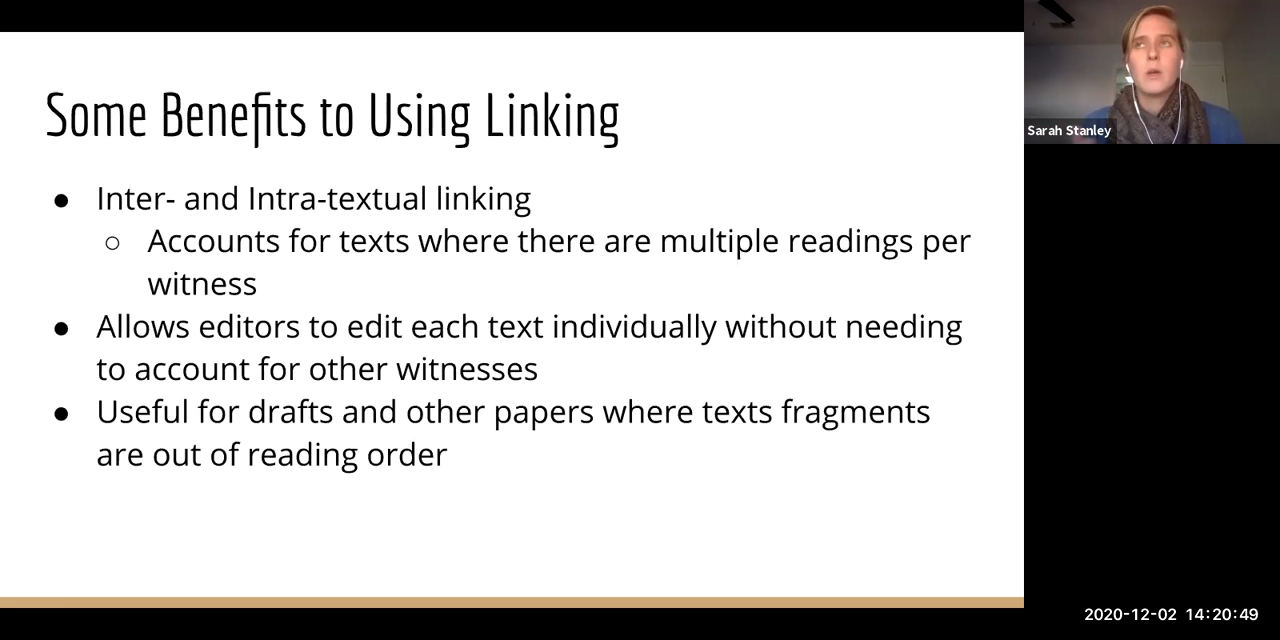 Some Benefits to Using Linking
● Inter- and Intra-textual linking
○ Accounts for texts where there are multiple readings per
witness
● Allows editors to edit each text individually without needing
to account for other witnesses
● Useful for drafts and other papers where texts fragments
are out of reading order
Sarah Stanley
2020-12-02 14:20:49